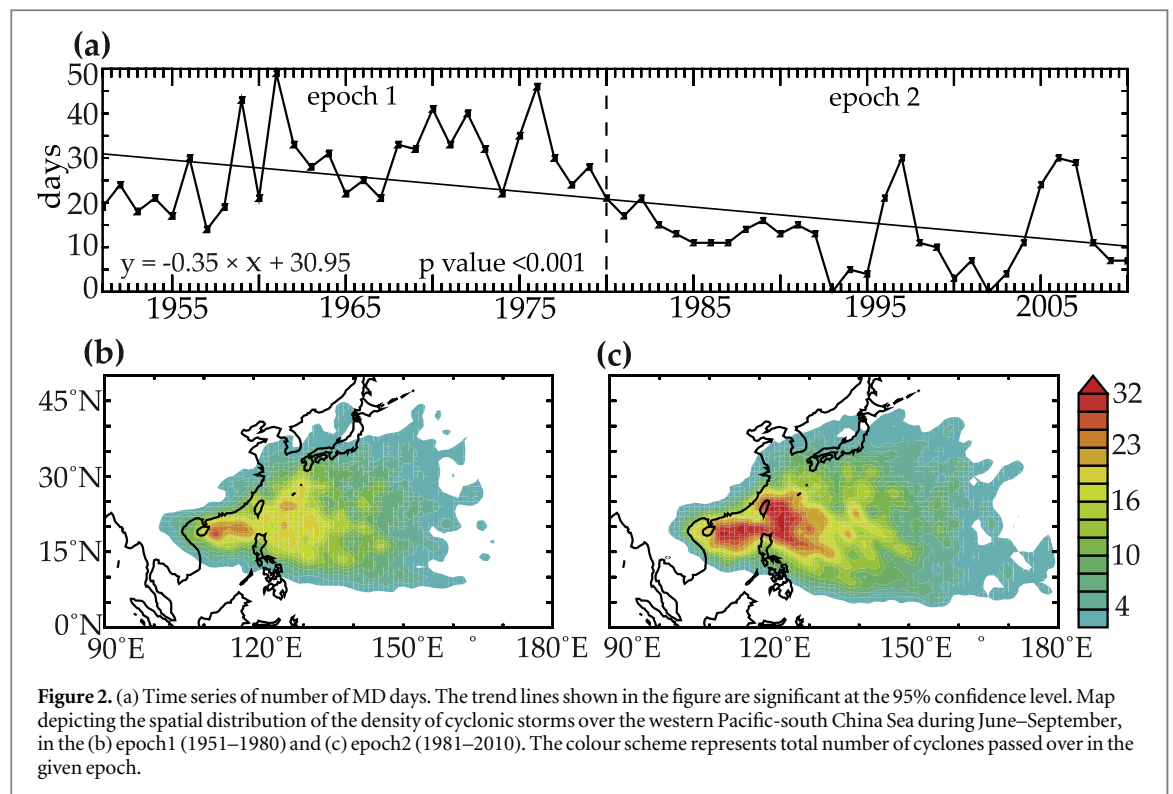 (a)
50
40
30
20
10
0
days
epoch 1
epoch 2
y = -0.35 × x + 30.95
p value <0.001
1955
1965
1975
1985
1995
2005
(b)
(c)
45°N
30°N
15°N
0°N
90°E
120°E
150°E
°
180°E
90°E
120°E
150°E
°
180°E
32
23
16
10
4
Figure 2. (a) Time series of number of MD days. The trend lines shown in the figure are significant at the 95% confidence level. Map
depicting the spatial distribution of the density of cyclonic storms over the western Pacific-south China Sea during June–September,
in the (b) epoch1 (1951–1980) and (c) epoch2 (1981–2010). The colour scheme represents total number of cyclones passed over in the
given epoch.